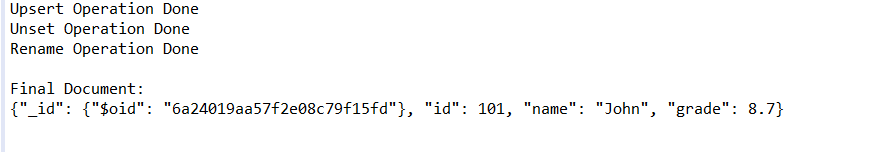 Upsert Operation Done
Unset Operation Done
Rename Operation Done
Final Document:
{"_id": {"$oid": "6a24019aa57f2e08c79f15fd"}, "id": 101, "name": "John", "grade": 8.7}